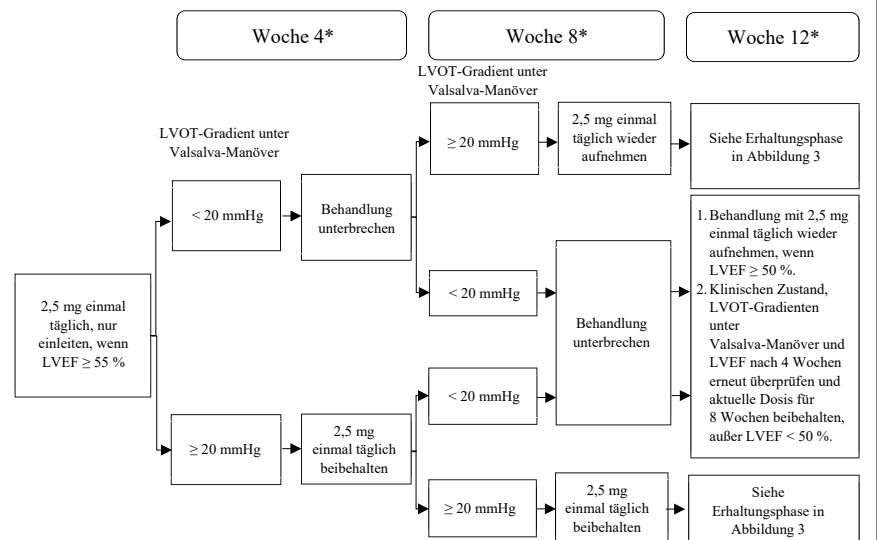 Woche 4*
Woche 8*
Woche 12*
LVOT-Gradient unter
Valsalva-Manöver
≥ 20 mmHg
2,5 mg einmal
täglich wieder
aufnehmen
Siehe Erhaltungsphase
in Abbildung 3
LVOT-Gradient unter
Valsalva-Manöver
< 20 mmHg
Behandlung
unterbrechen
< 20 mmHg
Behandlung
unterbrechen
1. Behandlung mit 2,5 mg
einmal täglich wieder
aufnehmen, wenn
LVEF ≥ 50 %.
2. Klinischen Zustand,
LVOT-Gradienten
unter
Valsalva-Manöver und
LVEF nach 4 Wochen
erneut überprüfen und
aktuelle Dosis für
8 Wochen beibehalten,
außer LVEF < 50 %.
2,5 mg einmal
täglich, nur
einleiten, wenn
LVEF ≥ 55 %
< 20 mmHg
≥ 20 mmHg
2,5 mg
einmal täglich
beibehalten
≥ 20 mmHg
2,5 mg
einmal täglich
beibehalten
Siehe
Erhaltungsphase in
Abbildung 3